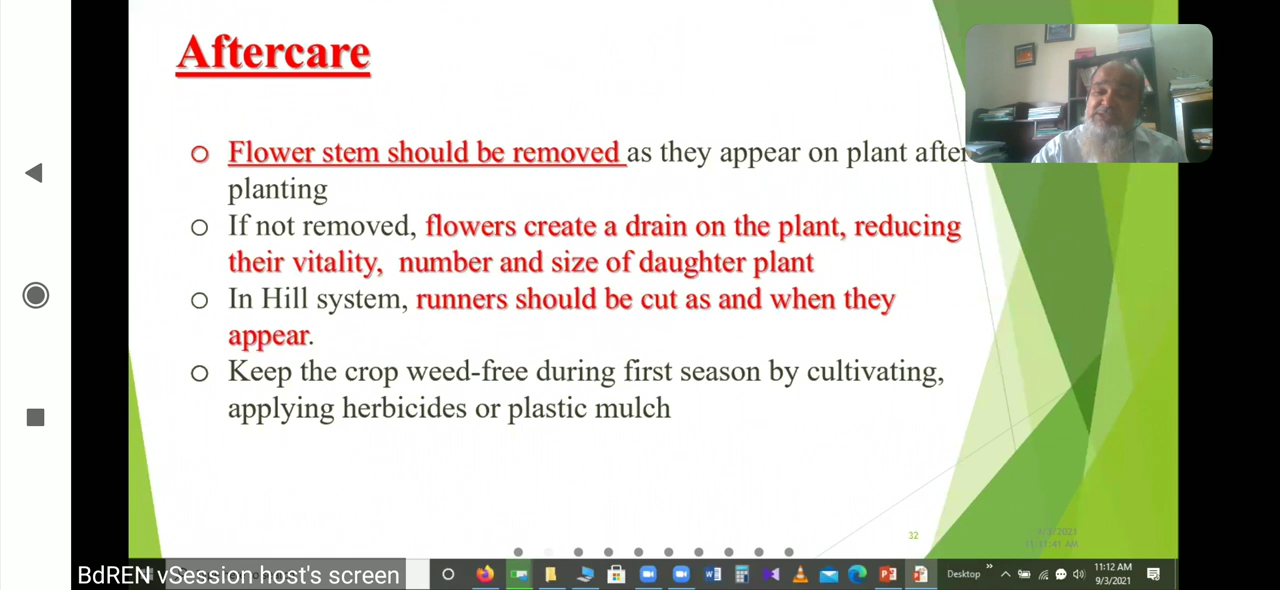 Aftercare
Flower stem should be removed as they appear on plant after
planting
If not removed, flowers create a drain on the plant, reducing
their vitality, number and size of daughter plant
In Hill system, runners should be cut as and when they
appear.
Keep the crop weed-free during first season by cultivating,
applying herbicides or plastic mulch
32
9/3/2021
BdREN vSession host's screen
Desktop
11:12 AM
9/3/2021